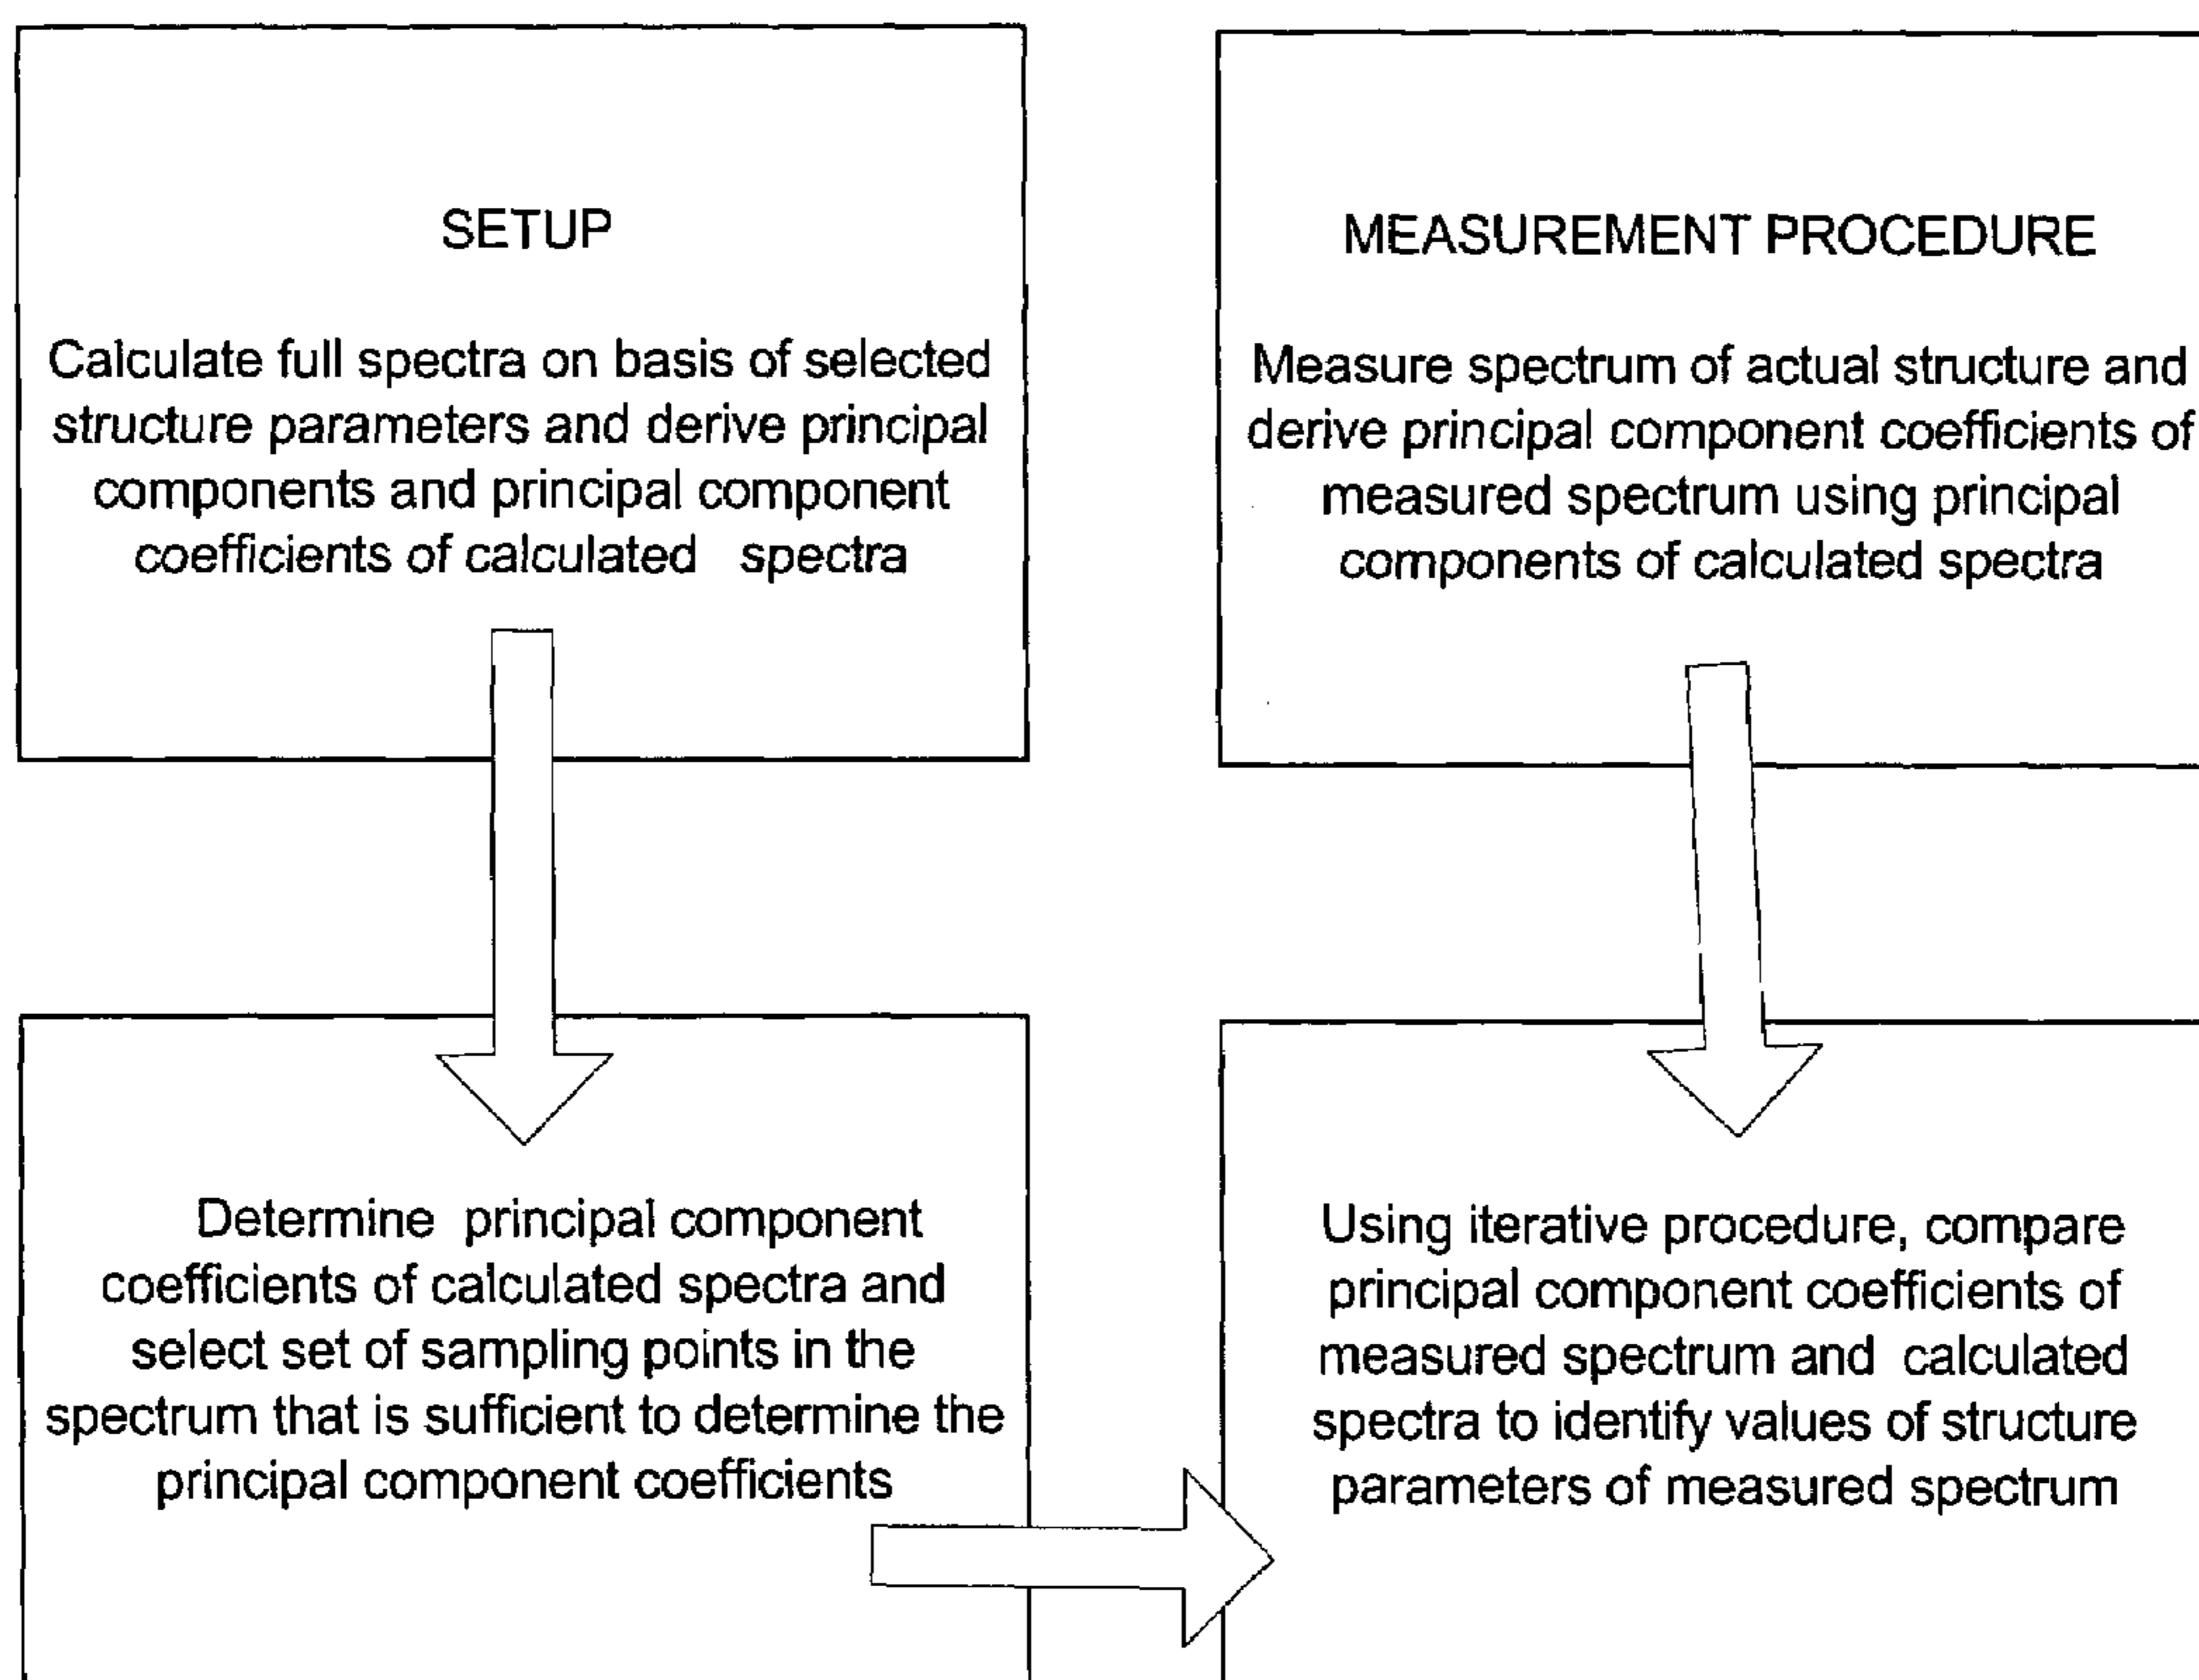 SETUP
Calculate full spectra on basis of selected
structure parameters and derive principal
components and principal component
coefficients of calculated spectra
MEASUREMENT PROCEDURE
Measure spectrum of actual structure and
derive principal component coefficients of
measured spectrum using principal
components of calculated spectra
Determine principal component
coefficients of calculated spectra and
select set of sampling points in the
spectrum that is sufficient to determine the
principal component coefficients
Using iterative procedure, compare
principal component coefficients of
measured spectrum and calculated
spectra to identify values of structure
parameters of measured spectrum